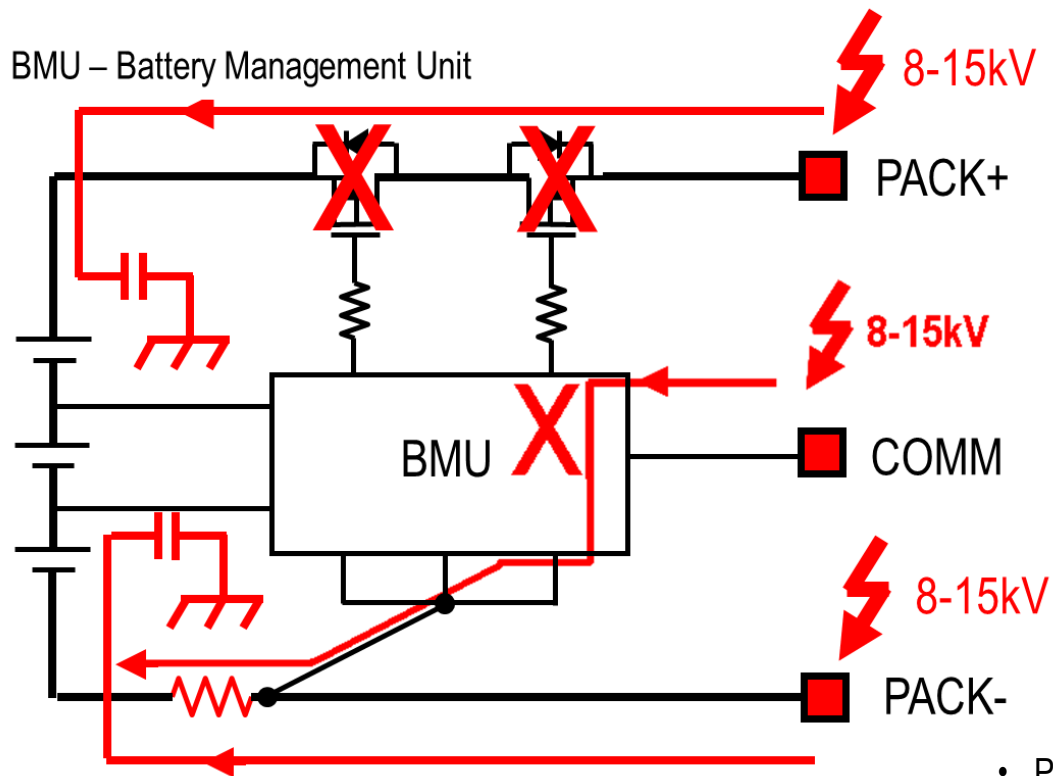 BMU – Battery Management Unit
8-15kV
PACK+
8-15kV
BMU
COMM
8-15kV
PACK-
• P